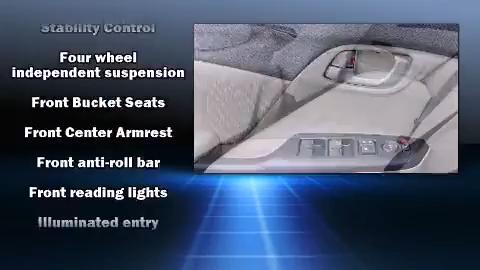 Stability Control
Four wheel
independent suspension
Front Bucket Seats
Front Center Armrest
Front anti-roll bar
Front reading lights
Illuminated entry